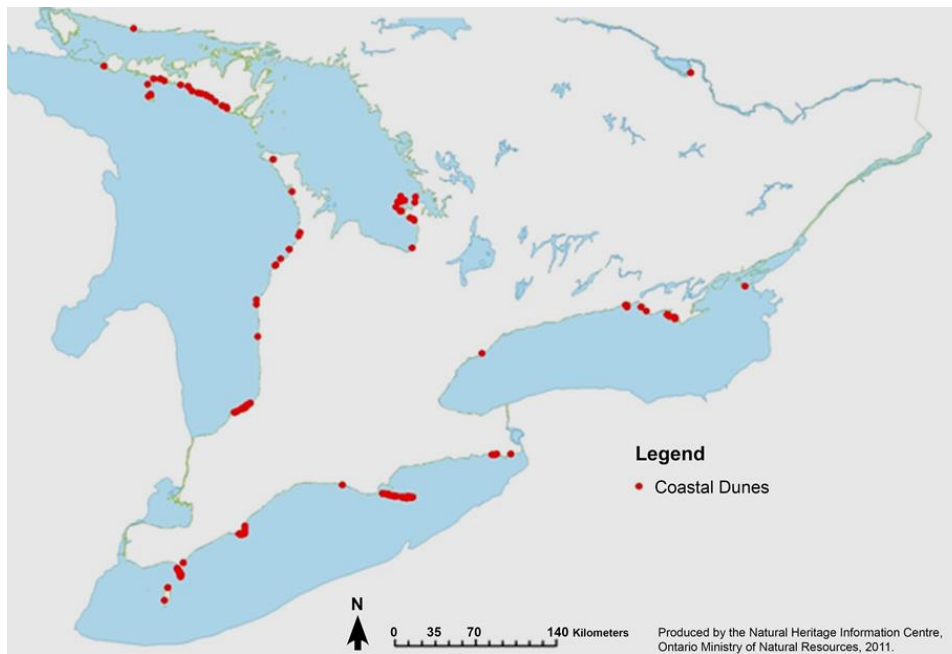 Legend
Coastal Dunes
N
0 35 70 140 Kilometers
Produced by the Natural Heritage Information Centre,
Ontario Ministry of Natural Resources, 2011.